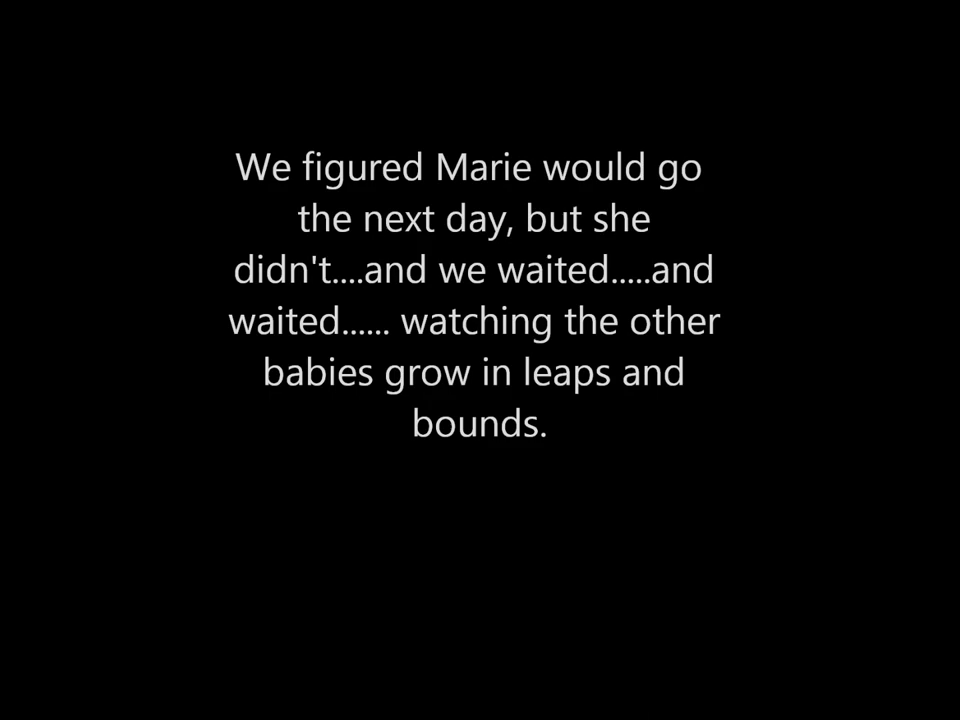 We figured Marie would go
the next day, but she
didn't....and we waited.....and
waited...... watching the other
babies grow in leaps and
bounds.